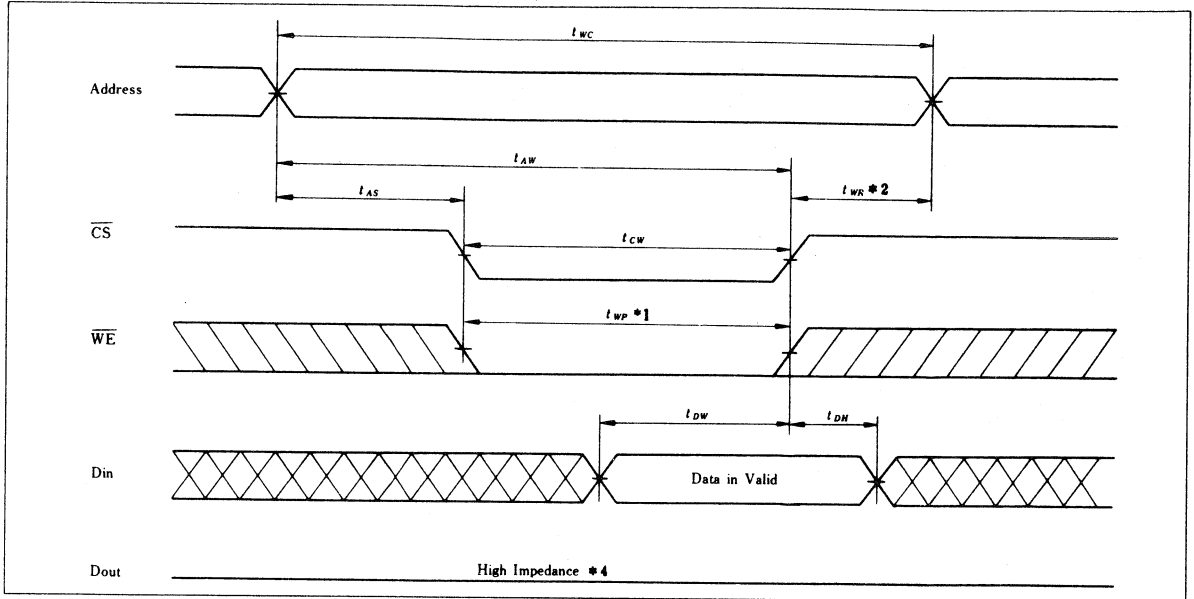 t WC
Address
t AW
t AS
t WR *2
CS
t CW
WE
t WP *1
t DW
t DH
Din
Data in Valid
Dout
High Impedance *4